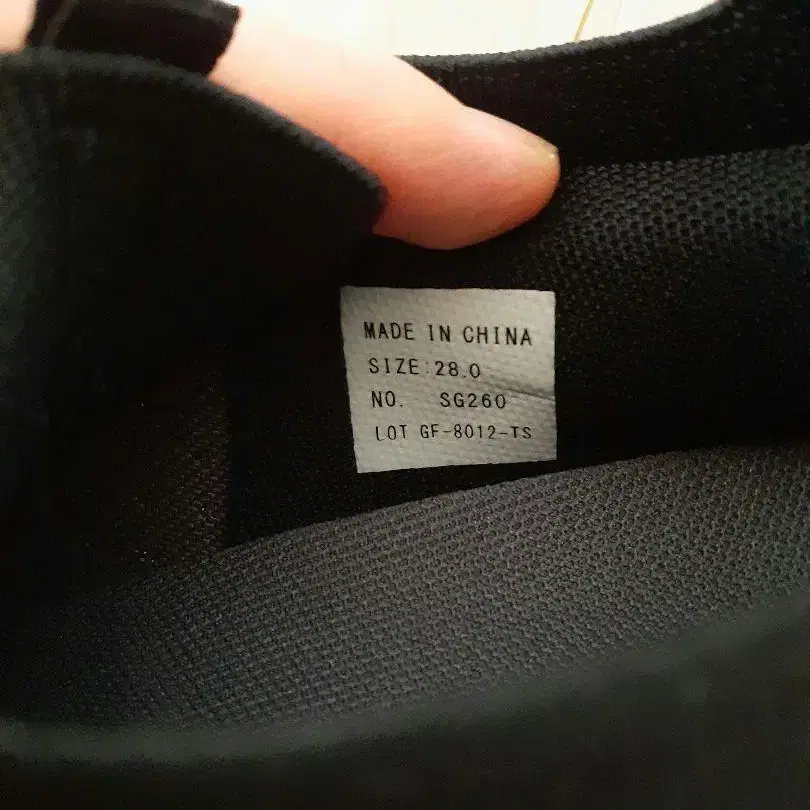 MADE IN CHINA
SIZE:28.0
NO. SG260
LOT GF-8012-TS